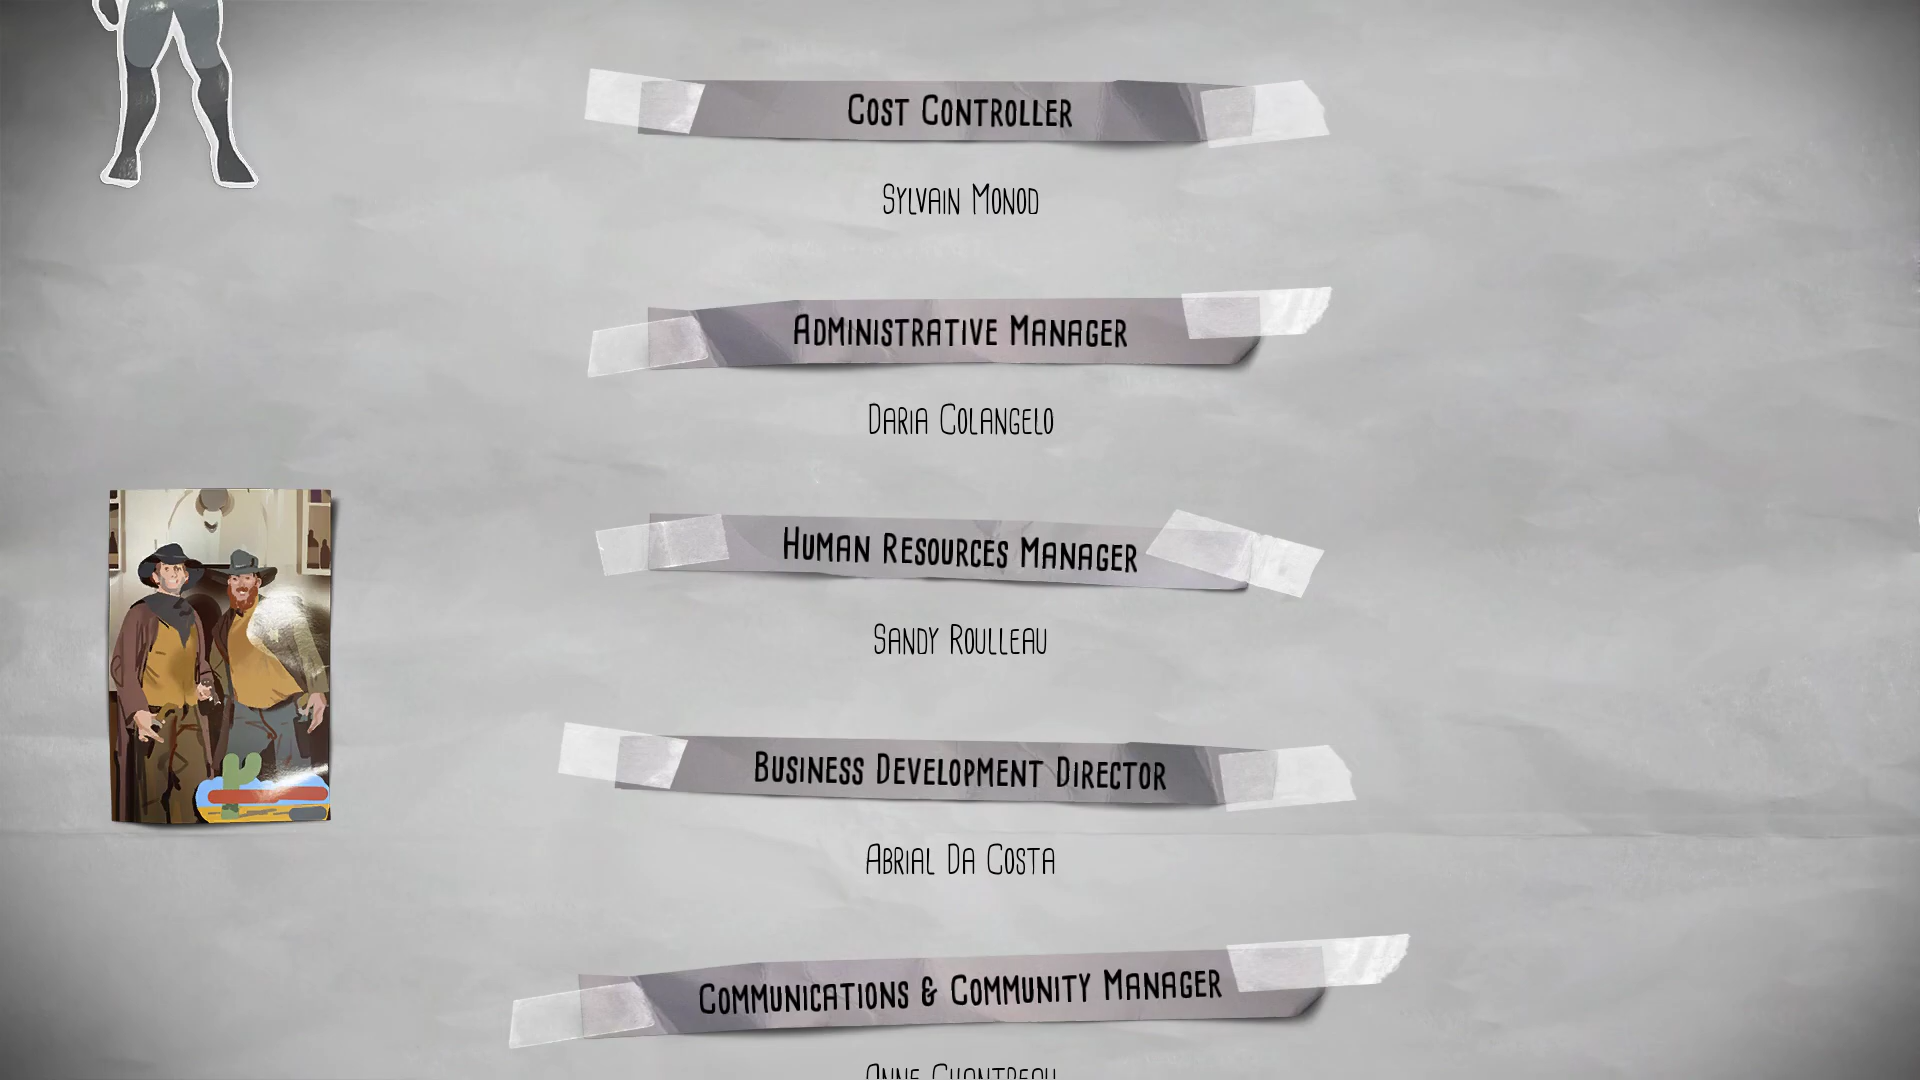 Cost Controller
Sylvain Monod
Administrative Manager
Daria Colangelo
Human Resources Manager
Sandy Roulleau
Business Development Director
Abrial Da Costa
Communications & Community Manager